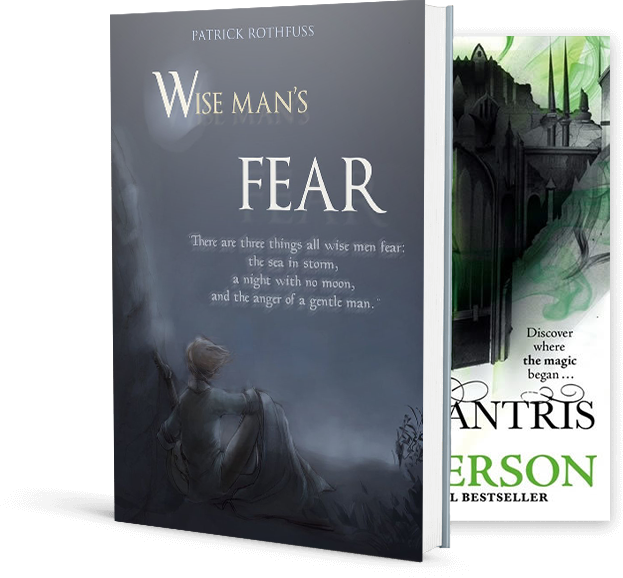 PATRICK ROTHFUSS
WISE MAN'S
FEAR
"There are three things all wise men fear:
the sea in storm,
a night with no moon,
and the anger of a gentle man."
Discover
where
the magic
began...
ANTRIS
ERSON
L BESTSELLER